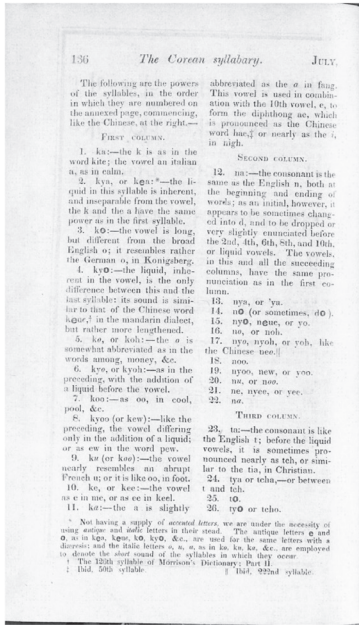 136 The Corean syllabary. JULY,
The following are the powers
of the syllables, in the order
in which they are numbered on
the annexed page, commencing,
like the Chinese, at the right.—
FIRST COLUMN.
1. ka:—the k is as in the
word kite; the vowel an italian
a, as in calm.
2. kya, or kea:*—the li-
quid in this syllable is inherent,
and inseparable from the vowel,
the k and the a have the same
power as in the first syllable.
3. ko:—the vowel is long,
but different from the broad
English o; it resembles rather
the German o, in Konigsberg.
4. kyo:—the liquid, inhe-
rent in the vowel, is the only
difference between this and the
last syllable: its sound is simi-
lar to that of the Chinese word
keue,† in the mandarin dialect,
but rather more lengthened.
5. ko, or koh:—the o is
somewhat abbreviated as in the
words among, money, &c.
6. kyo, or kyoh:—as in the
preceding, with the addition of
a liquid before the vowel.
7. koo:—as oo, in cool,
pool, &c.
8. kyoo (or kew):—like the
preceding, the vowel differing
only in the addition of a liquid;
or as ew in the word pew.
9. ku (or koo):—the vowel
nearly resembles an abrupt
French u; or it is like oo, in foot.
10. ke, or kee:—the vowel
as e in me, or as ee in keel.
11. ka:—the a is slightly
abbreviated as the a in fang.
This vowel is used in combin-
ation with the 10th vowel, e, to
form the diphthong ae, which
is pronounced as the Chinese
word hae,‡ or nearly as the i,
in nigh.
SECOND COLUMN.
12. na:—the consonant is the
same as the English n, both at
the beginning and ending of
words; as an initial, however, it
appears to be sometimes chang-
ed into d, and to be dropped or
very slightly enunciated before
the 2nd, 4th, 6th, 8th, and 10th,
or liquid vowels. The vowels,
in this and all the succeeding
columns, have the same pro-
nunciation as in the first co-
lumn.
13. nya, or 'ya.
14. no (or sometimes, do).
15. nyo, neue, or yo.
16. no, or noh.
17. nyo, nyoh, or yoh, like
the Chinese neo.||
18. noo.
19. nyoo, new, or yoo.
20. nu, or noo.
21. ne, nyee, or yee.
22. na.
THIRD COLUMN.
23. ta:—the consonant is like
the English t; before the liquid
vowels, it is sometimes pro-
nounced nearly as tch, or simi-
lar to the tia, in Christian.
24. tya or tcha,—or between
t and tch.
25. to.
26. tyo or tcho.
* Not having a supply of accented letters, we are under the necessity of
using antique and italic letters in their stead. The antique letters e and
o, as in kea, keue, ko, kyo, &c., are used for the same letters with a
diæresis; and the italic letters o, u, a, as in ko, ku, ka, &c., are employed
to denote the short sound of the syllables in which they occur.
† The 120th syllable of Morrison's Dictionary; Part II.
‡ Ibid, 50th syllable. || Ibid, 222nd syllable.